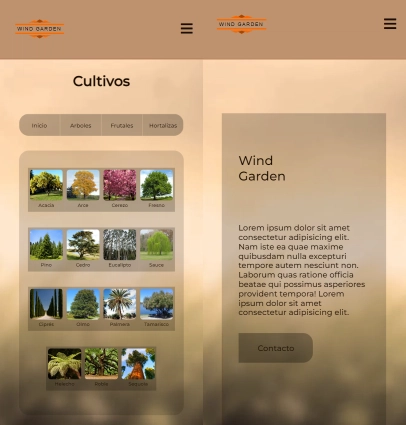 WIND GARDEN
Cultivos
Inicio Arboles Frutales Hortalizas
Acacia Arce Cerezo Fresno
Pino Cedro Eucalipto Sauce
Ciprés Olmo Palmera Tamarisco
Helecho Roble Sequoia
WIND GARDEN
Wind
Garden
Lorem ipsum dolor sit amet
consectetur adipisicing elit.
Nam iste ea quae maxime
quibusdam nulla excepturi
tempore autem nesciunt non.
Laborum quas ratione officia
beatae qui possimus asperiores
provident tempora! Lorem
ipsum dolor sit amet
consectetur adipisicing elit.
Contacto